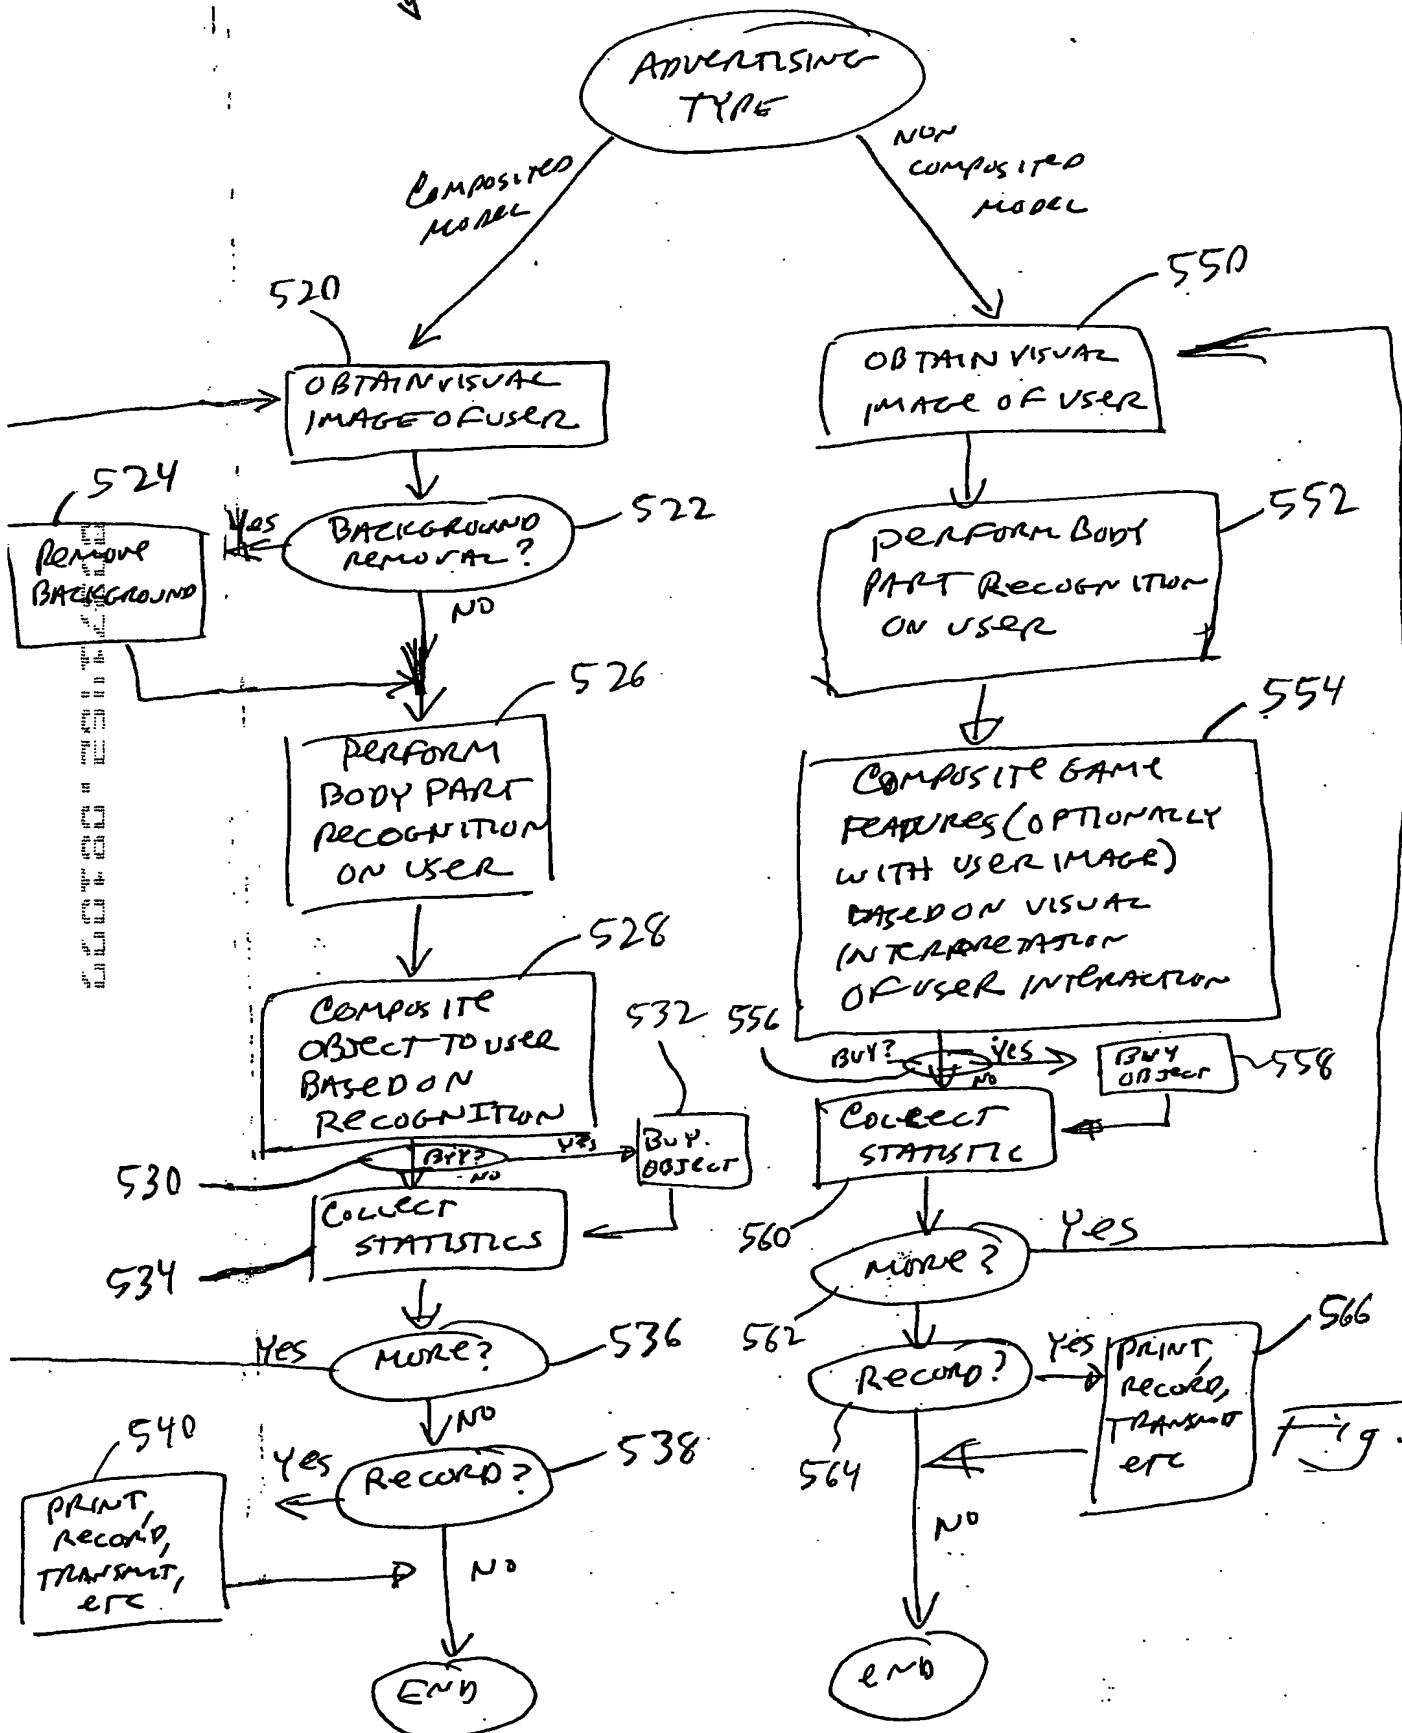 ADVERTISING
TYPE
COMPOSITED
MODEL
NON
COMPOSITED
MODEL
520
OBTAIN VISUAL
IMAGE OF USER
524
Remove
BACKGROUND
Yes
BACKGROUND
REMOVAL?
522
NO
526
PERFORM
BODY PART
RECOGNITION
ON USER
528
COMPOSITE
OBJECT TO USER
BASED ON
RECOGNITION
530
BUY?
YES
NO
532
BUY
OBJECT
534
COLLECT
STATISTICS
Yes
MORE?
536
NO
540
Yes
RECORD?
538
PRINT,
RECORD,
TRANSMIT,
ETC
NO
END
550
OBTAIN VISUAL
IMAGE OF USER
552
PERFORM BODY
PART RECOGNITION
ON USER
554
COMPOSITE GAME
FEATURES (OPTIONALLY
WITH USER IMAGE)
BASED ON VISUAL
INTERPRETATION
OF USER INTERACTION
556
BUY?
YES
NO
BUY
OBJECT
558
COLLECT
STATISTIC
560
MORE?
Yes
562
RECORD?
Yes
564
566
PRINT,
RECORD,
TRANSMIT
ETC
Fig.
NO
END